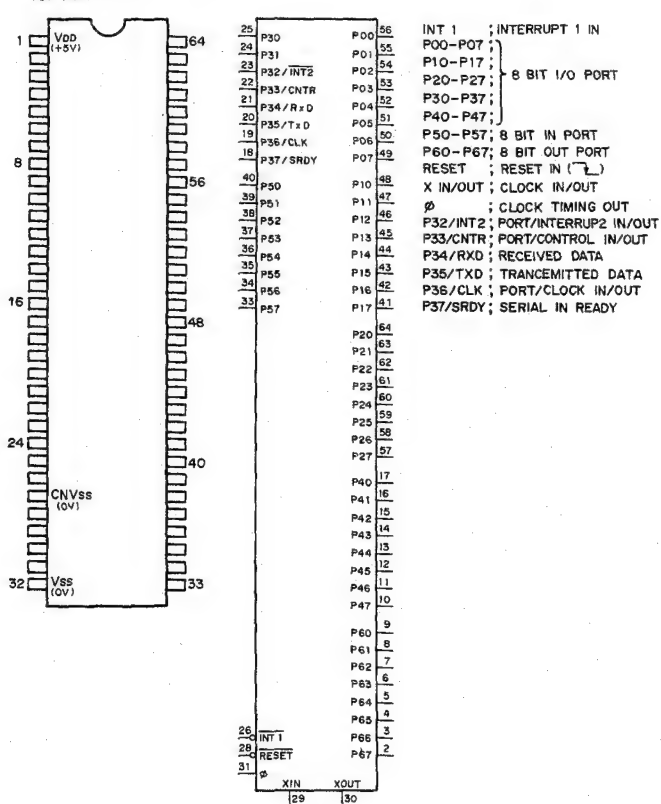 1 VDD 64
(+5V)
8
56
16
48
24
40
CNVss
(0V)
32 Vss 33
(0V)
25 P30 P00 56
24 P31 P01 55
23 P32/INT2 P02 54
22 P33/CNTR P03 53
21 P34/RxD P04 52
20 P35/TxD P05 51
19 P36/CLK P06 50
18 P37/SRDY P07 49
40 P50 P10 48
39 P51 P11 47
38 P52 P12 46
37 P53 P13 45
36 P54 P14 44
35 P55 P15 43
34 P56 P16 42
33 P57 P17 41
P20 64
P21 63
P22 62
P23 61
P24 60
P25 59
P26 58
P27 57
P40 17
P41 16
P42 15
P43 14
P44 13
P45 12
P46 11
P47 10
P60 9
P61 8
P62 7
P63 6
P64 5
P65 4
26 INT 1 P66 3
28 RESET P67 2
31 ø
XIN XOUT
29 30
INT 1 ; INTERRUPT 1 IN
P00-P07 ;
P10-P17 ;
P20-P27 ; 8 BIT I/O PORT
P30-P37 ;
P40-P47 ;
P50-P57 ; 8 BIT IN PORT
P60-P67 ; 8 BIT OUT PORT
RESET ; RESET IN ( )
X IN/OUT ; CLOCK IN/OUT
ø ; CLOCK TIMING OUT
P32/INT2 ; PORT/INTERRUP2 IN/OUT
P33/CNTR ; PORT/CONTROL IN/OUT
P34/RXD ; RECEIVED DATA
P35/TXD ; TRANCEMITTED DATA
P36/CLK ; PORT/CLOCK IN/OUT
P37/SRDY ; SERIAL IN READY